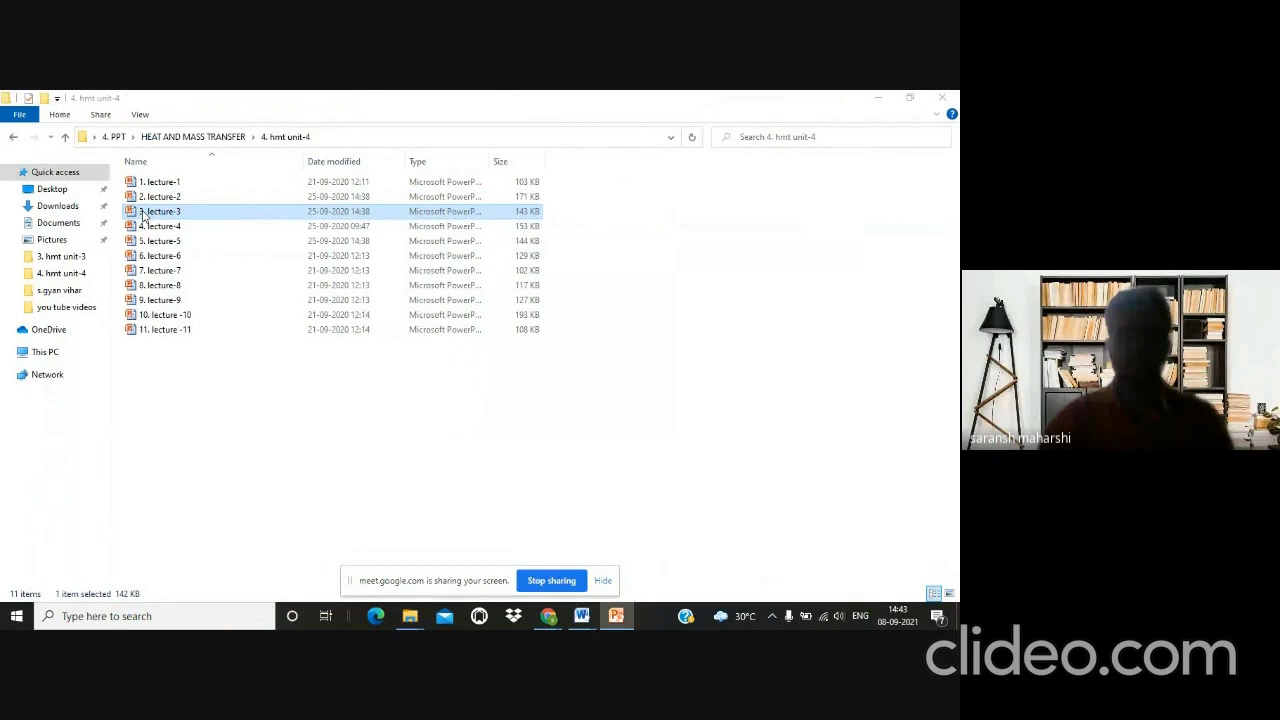 4. hmt unit-4
File Home Share View
4. PPT HEAT AND MASS TRANSFER 4. hmt unit-4 Search 4. hmt unit-4
Name Date modified Type Size
Quick access
Desktop
Downloads
Documents
Pictures
3. hmt unit-3
4. hmt unit-4
s.gyan vihar
you tube videos
OneDrive
This PC
Network
1. lecture-1 21-09-2020 12:11 Microsoft PowerP... 103 KB
2. lecture-2 25-09-2020 14:38 Microsoft PowerP... 171 KB
3. lecture-3 25-09-2020 14:38 Microsoft PowerP... 143 KB
4. lecture-4 25-09-2020 09:47 Microsoft PowerP... 153 KB
5. lecture-5 25-09-2020 14:38 Microsoft PowerP... 144 KB
6. lecture-6 21-09-2020 12:13 Microsoft PowerP... 129 KB
7. lecture-7 21-09-2020 12:13 Microsoft PowerP... 102 KB
8. lecture-8 21-09-2020 12:13 Microsoft PowerP... 117 KB
9. lecture-9 21-09-2020 12:13 Microsoft PowerP... 127 KB
10. lecture -10 21-09-2020 12:14 Microsoft PowerP... 193 KB
11. lecture -11 21-09-2020 12:14 Microsoft PowerP... 108 KB
saransh maharshi
meet.google.com is sharing your screen. Stop sharing Hide
11 items 1 item selected 142 KB
Type here to search 30°C ENG 14:43
08-09-2021 7
clideo.com